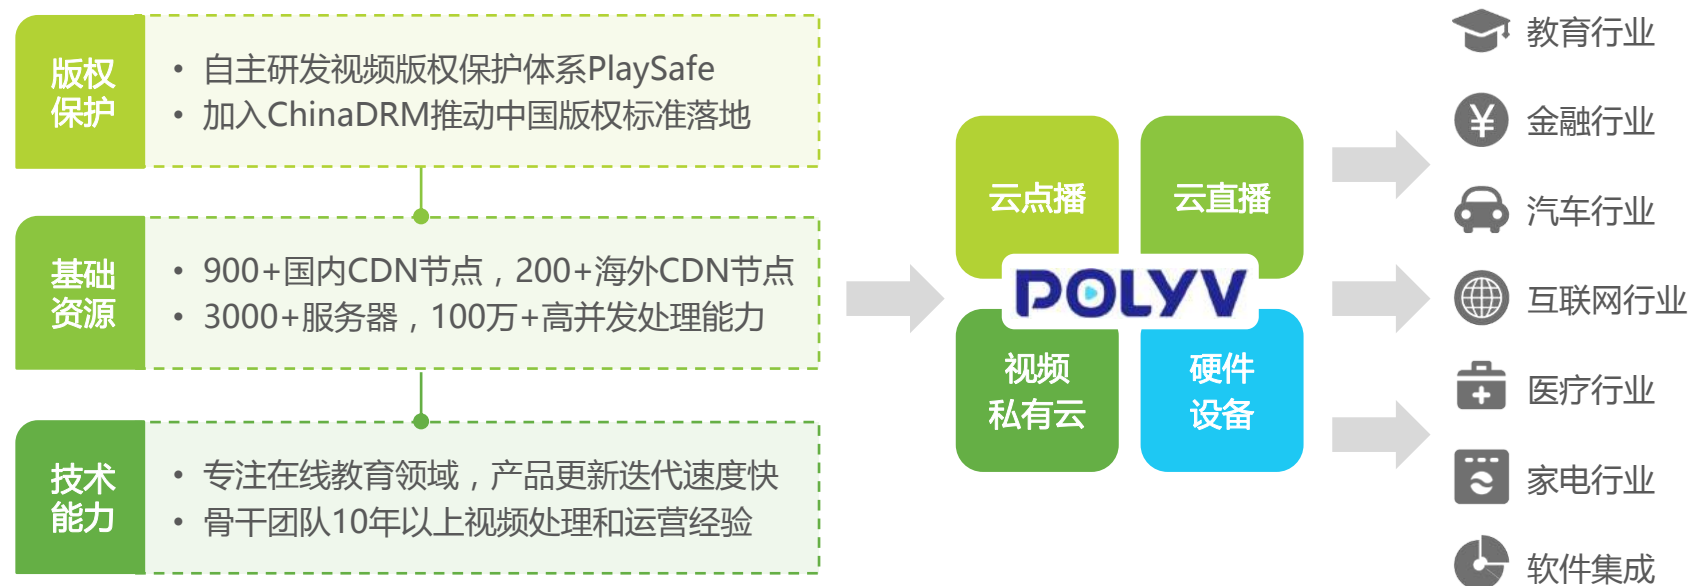 版权
保护
• 自主研发视频版权保护体系PlaySafe
• 加入ChinaDRM推动中国版权标准落地
基础
资源
• 900+国内CDN节点，200+海外CDN节点
• 3000+服务器，100万+高并发处理能力
技术
能力
• 专注在线教育领域，产品更新迭代速度快
• 骨干团队10年以上视频处理和运营经验
云点播
云直播
POLYV
视频
私有云
硬件
设备
教育行业
¥
金融行业
汽车行业
互联网行业
医疗行业
家电行业
软件集成